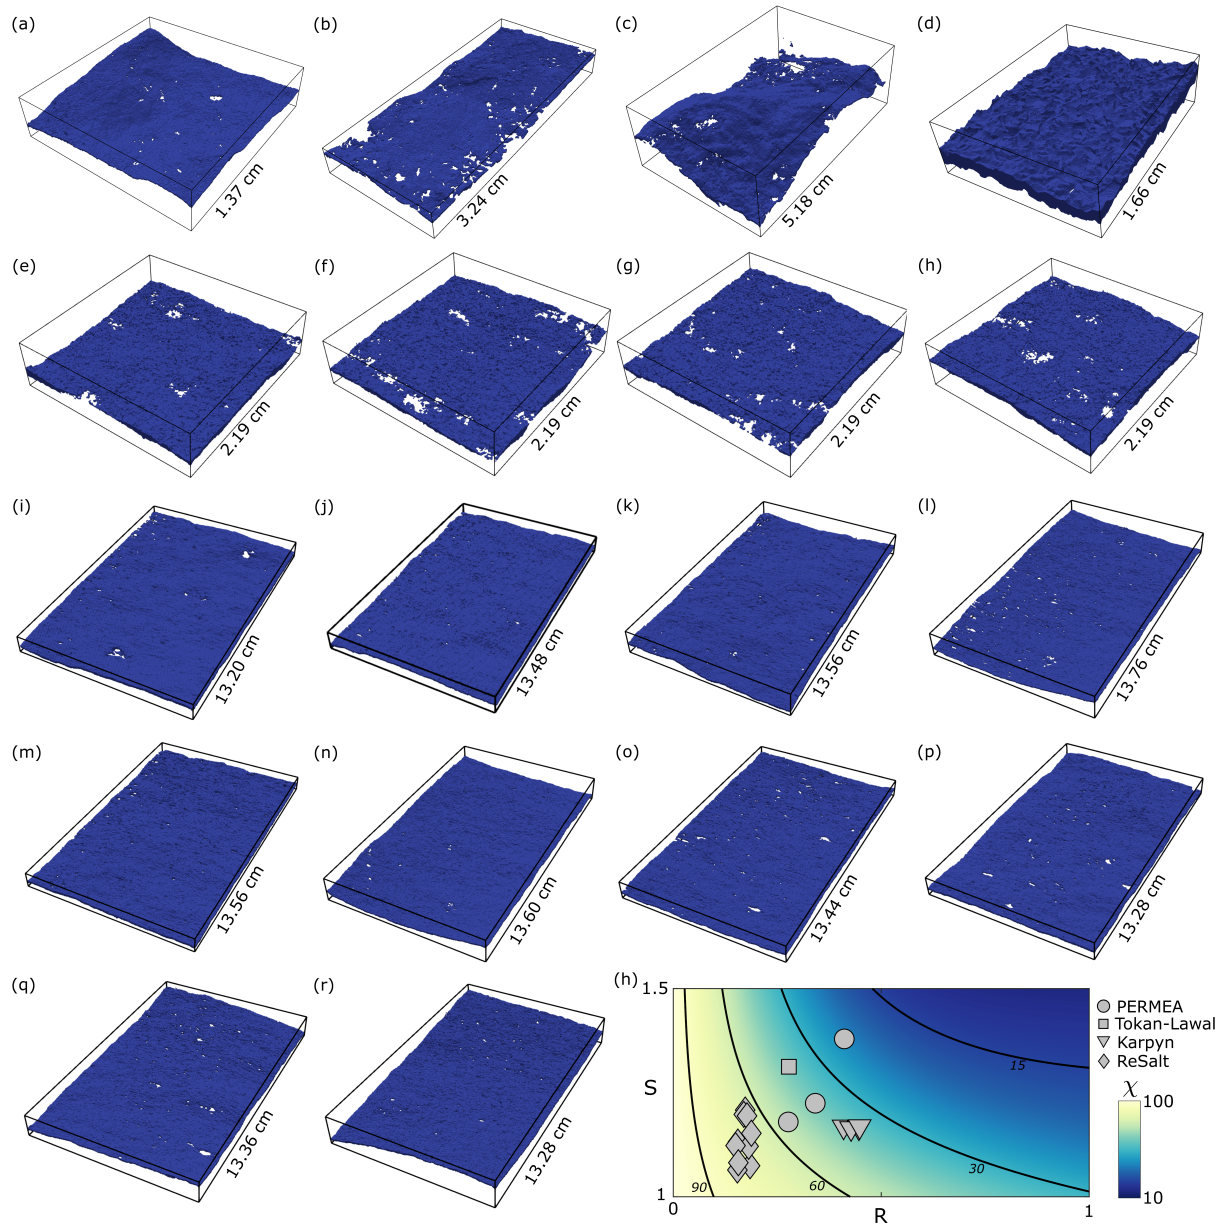 (a)
(b)
(c)
(d)
1.37 cm
3.24 cm
5.18 cm
1.66 cm
(e)
(f)
(g)
(h)
2.19 cm
2.19 cm
2.19 cm
2.19 cm
(i)
(j)
(k)
(l)
13.20 cm
13.48 cm
13.56 cm
13.76 cm
(m)
(n)
(o)
(p)
13.56 cm
13.60 cm
13.44 cm
13.28 cm
(q)
(r)
(h)
13.36 cm
13.28 cm
1.5
S
1
R
1
15
30
60
90
PERMEA
Tokan-Lawal
Karpyn
ReSalt
χ
100
10